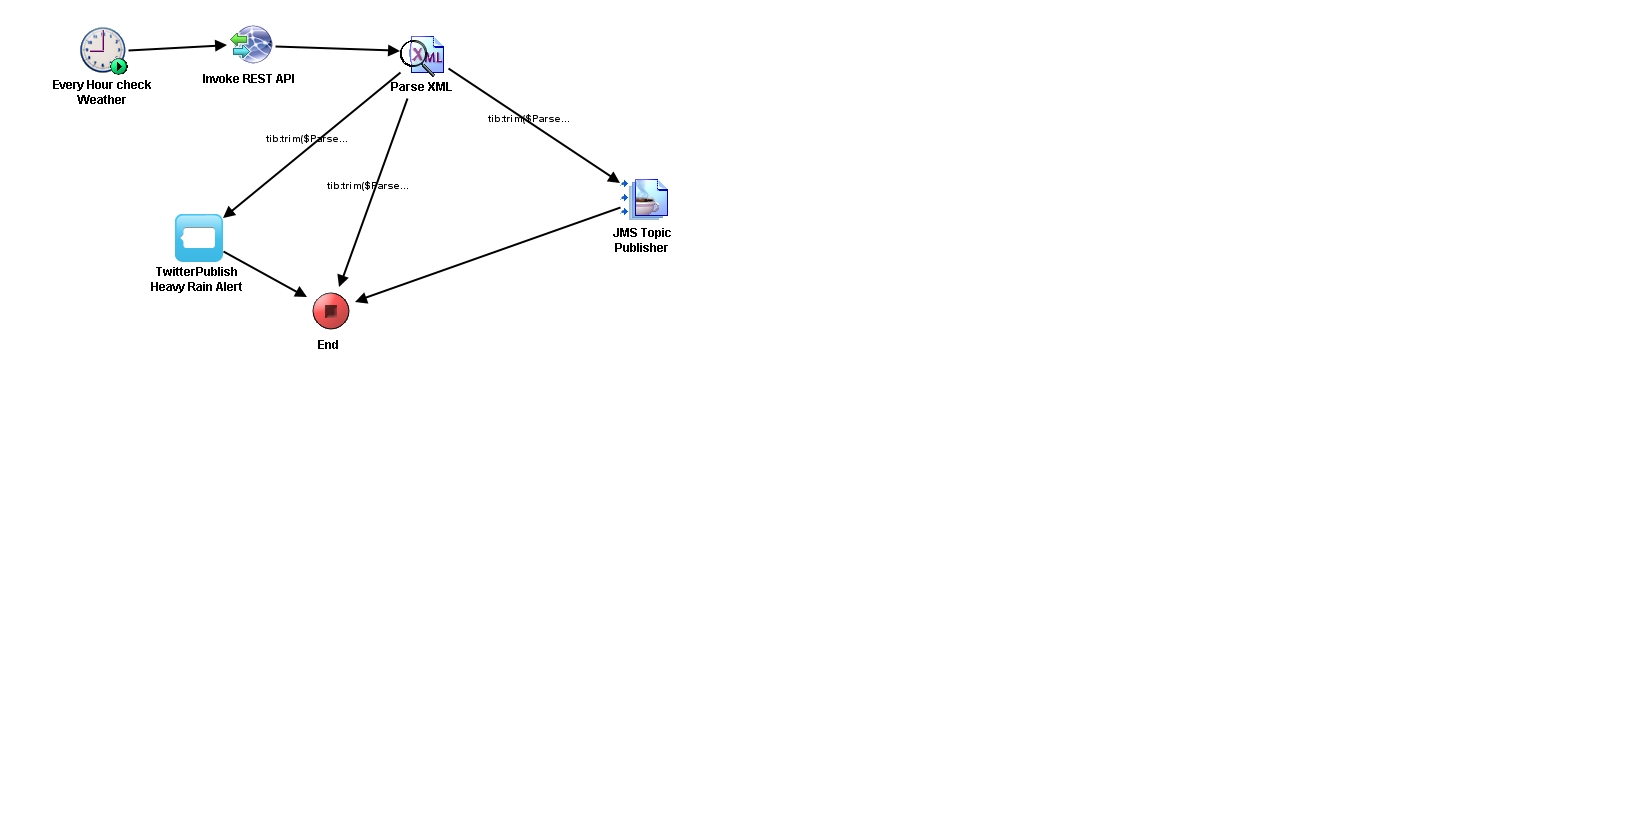 Every Hour check
Weather
Invoke REST API
XML
Parse XML
tib:trim($Parse...
tib:trim($Parse...
tib:trim($Parse...
TwitterPublish
Heavy Rain Alert
JMS Topic
Publisher
End